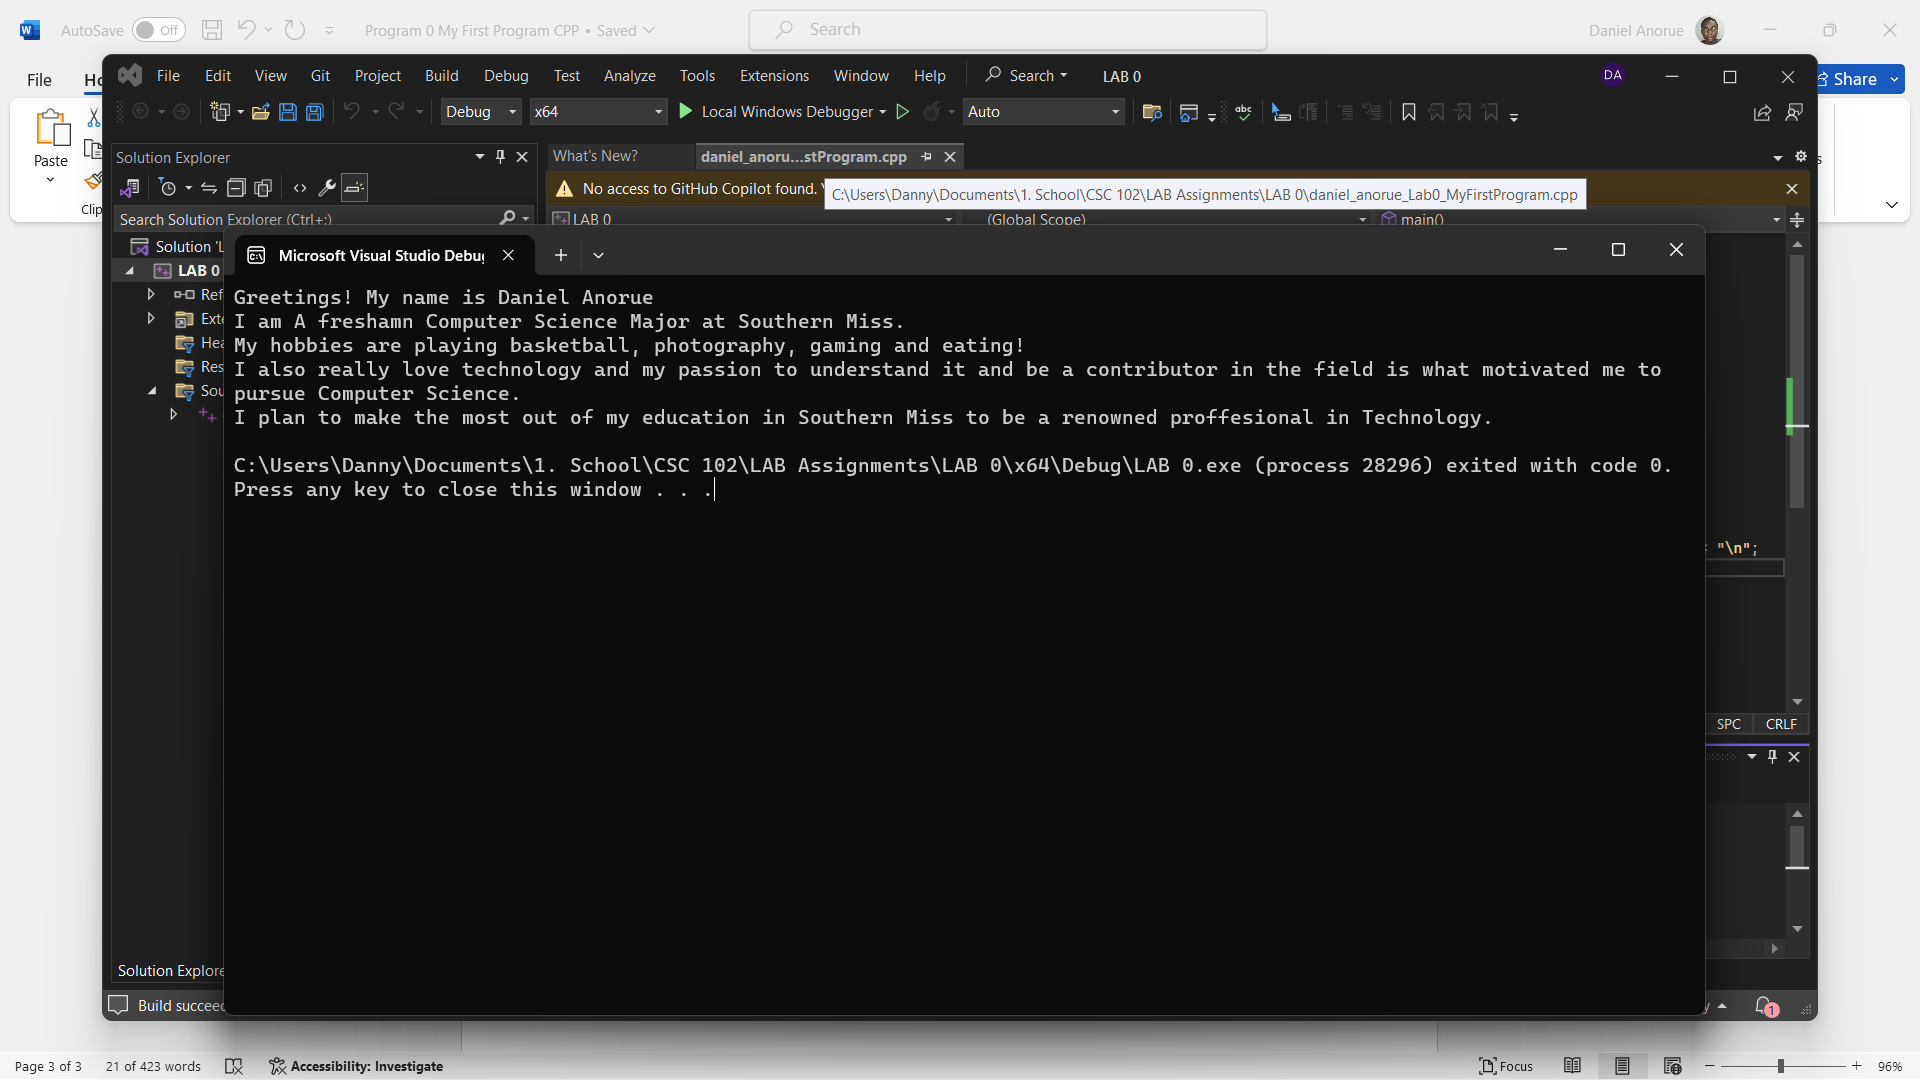 AutoSave Off Program 0 My First Program CPP • Saved Search Daniel Anorue
File
Share
Paste
File Edit View Git Project Build Debug Test Analyze Tools Extensions Window Help Search LAB 0 DA
Debug x64 Local Windows Debugger Auto
Solution Explorer
What's New? daniel_anoru...stProgram.cpp
No access to GitHub Copilot found.
C:\Users\Danny\Documents\1. School\CSC 102\LAB Assignments\LAB 0\daniel_anorue_Lab0_MyFirstProgram.cpp
Search Solution Explorer (Ctrl+;)
LAB 0 (Global Scope) main()
Solution 'L
LAB 0
Ref
Exte
Hea
Res
Sou
Microsoft Visual Studio Debug
Greetings! My name is Daniel Anorue
I am A freshamn Computer Science Major at Southern Miss.
My hobbies are playing basketball, photography, gaming and eating!
I also really love technology and my passion to understand it and be a contributor in the field is what motivated me to
pursue Computer Science.
I plan to make the most out of my education in Southern Miss to be a renowned proffesional in Technology.
C:\Users\Danny\Documents\1. School\CSC 102\LAB Assignments\LAB 0\x64\Debug\LAB 0.exe (process 28296) exited with code 0.
Press any key to close this window . . .
"\n";
SPC CRLF
Solution Explore
Build succeed
1
Page 3 of 3 21 of 423 words Accessibility: Investigate Focus 96%